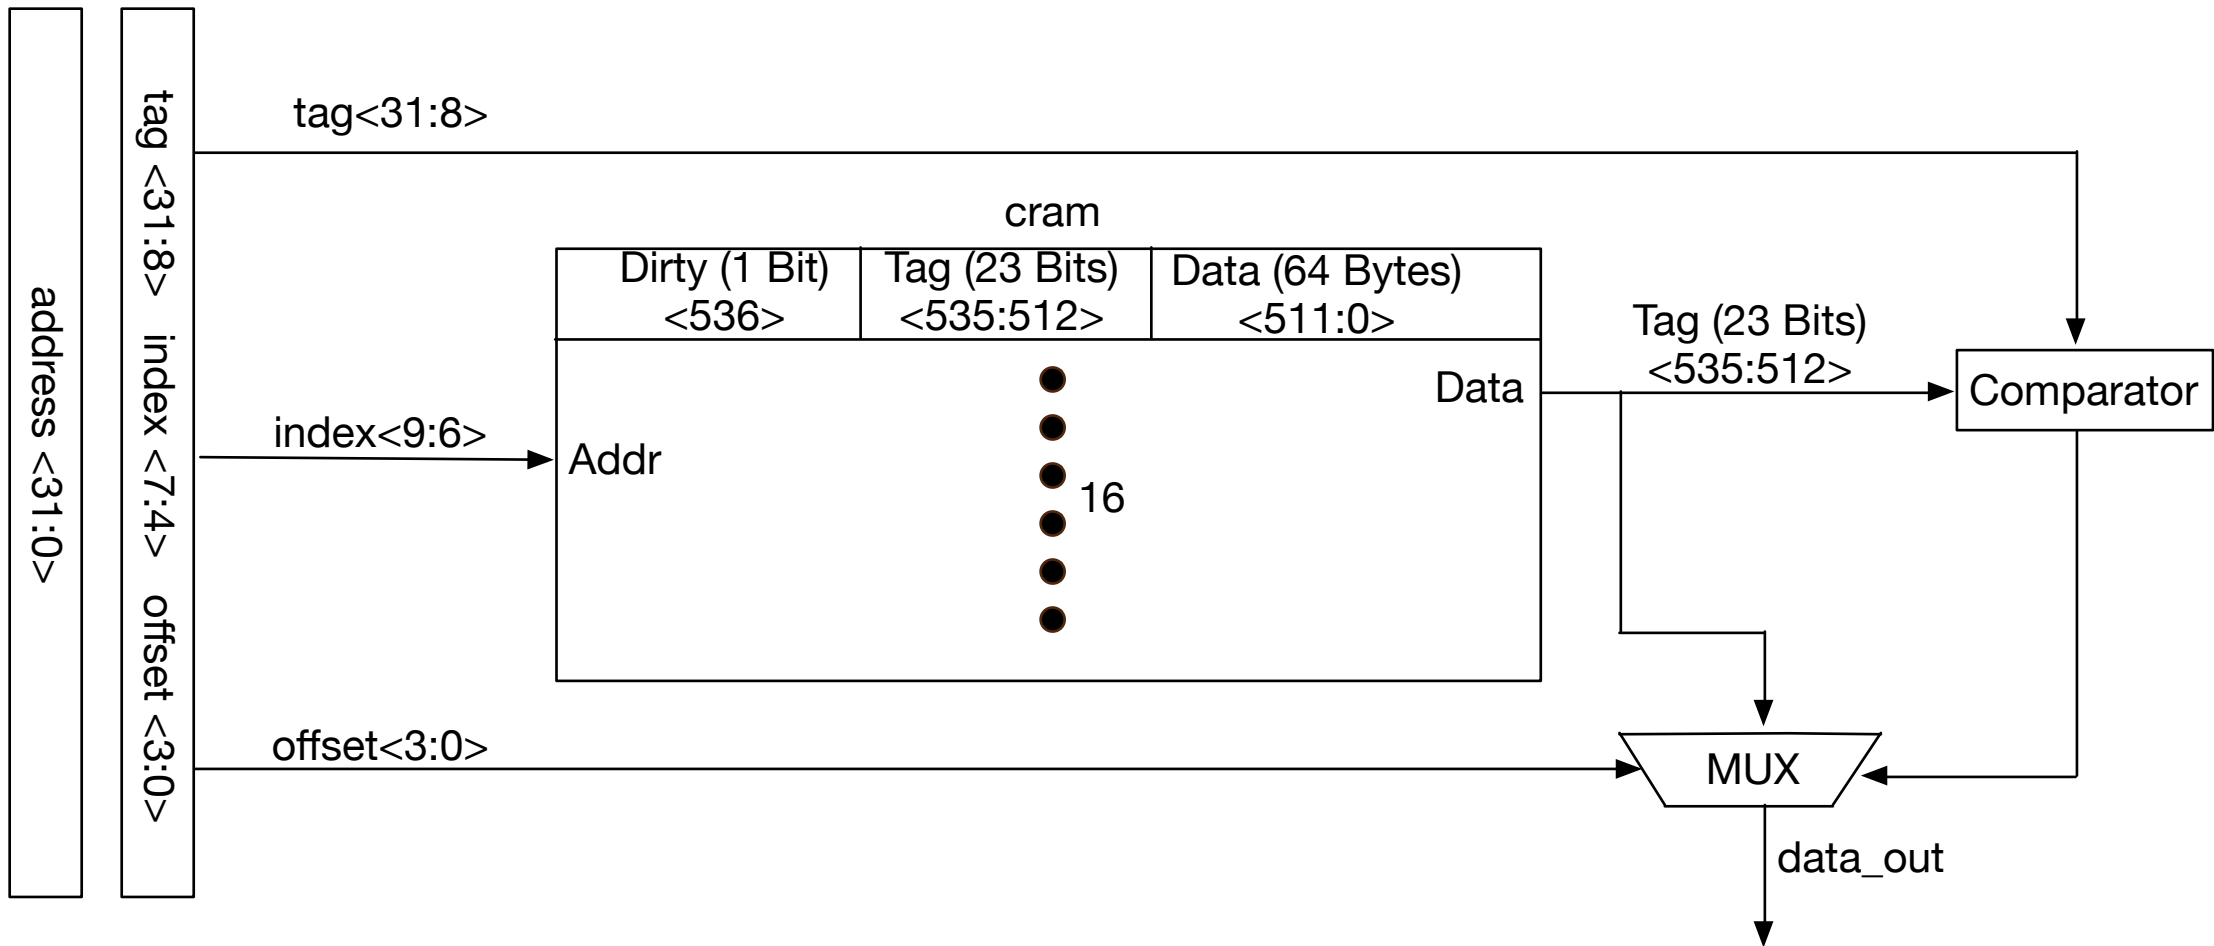 address <31:0>
tag <31:8> index <7:4> offset <3:0>
tag<31:8>
cram
Dirty (1 Bit)
<536>
Tag (23 Bits)
<535:512>
Data (64 Bytes)
<511:0>
Tag (23 Bits)
<535:512>
Data
Comparator
index<9:6>
Addr
16
offset<3:0>
MUX
data_out